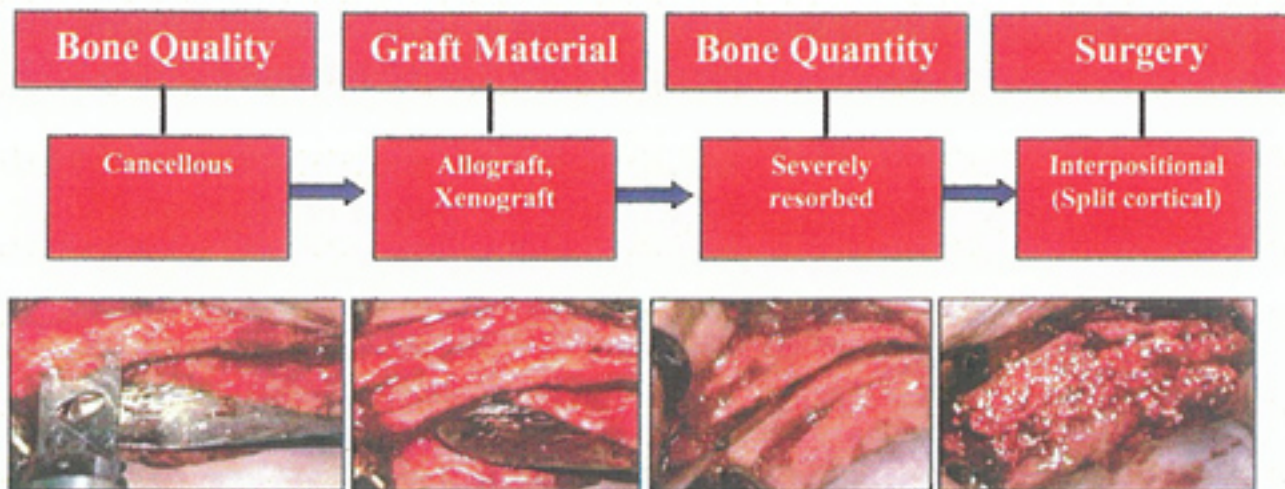 Bone Quality
Graft Material
Bone Quantity
Surgery
Cancellous
Allograft,
Xenograft
Severely
resorbed
Interpositional
(Split cortical)